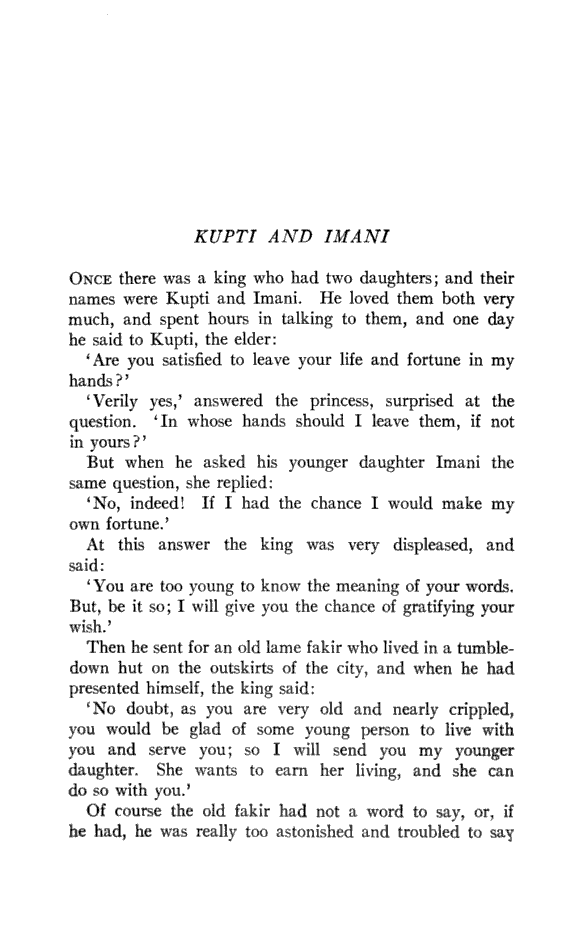 KUPTI AND IMANI
ONCE there was a king who had two daughters; and their
names were Kupti and Imani. He loved them both very
much, and spent hours in talking to them, and one day
he said to Kupti, the elder:
‘Are you satisfied to leave your life and fortune in my
hands?’
‘Verily yes,’ answered the princess, surprised at the
question. ‘In whose hands should I leave them, if not
in yours?’
But when he asked his younger daughter Imani the
same question, she replied:
‘No, indeed! If I had the chance I would make my
own fortune.’
At this answer the king was very displeased, and
said:
‘You are too young to know the meaning of your words.
But, be it so; I will give you the chance of gratifying your
wish.’
Then he sent for an old lame fakir who lived in a tumble-
down hut on the outskirts of the city, and when he had
presented himself, the king said:
‘No doubt, as you are very old and nearly crippled,
you would be glad of some young person to live with
you and serve you; so I will send you my younger
daughter. She wants to earn her living, and she can
do so with you.’
Of course the old fakir had not a word to say, or, if
he had, he was really too astonished and troubled to say